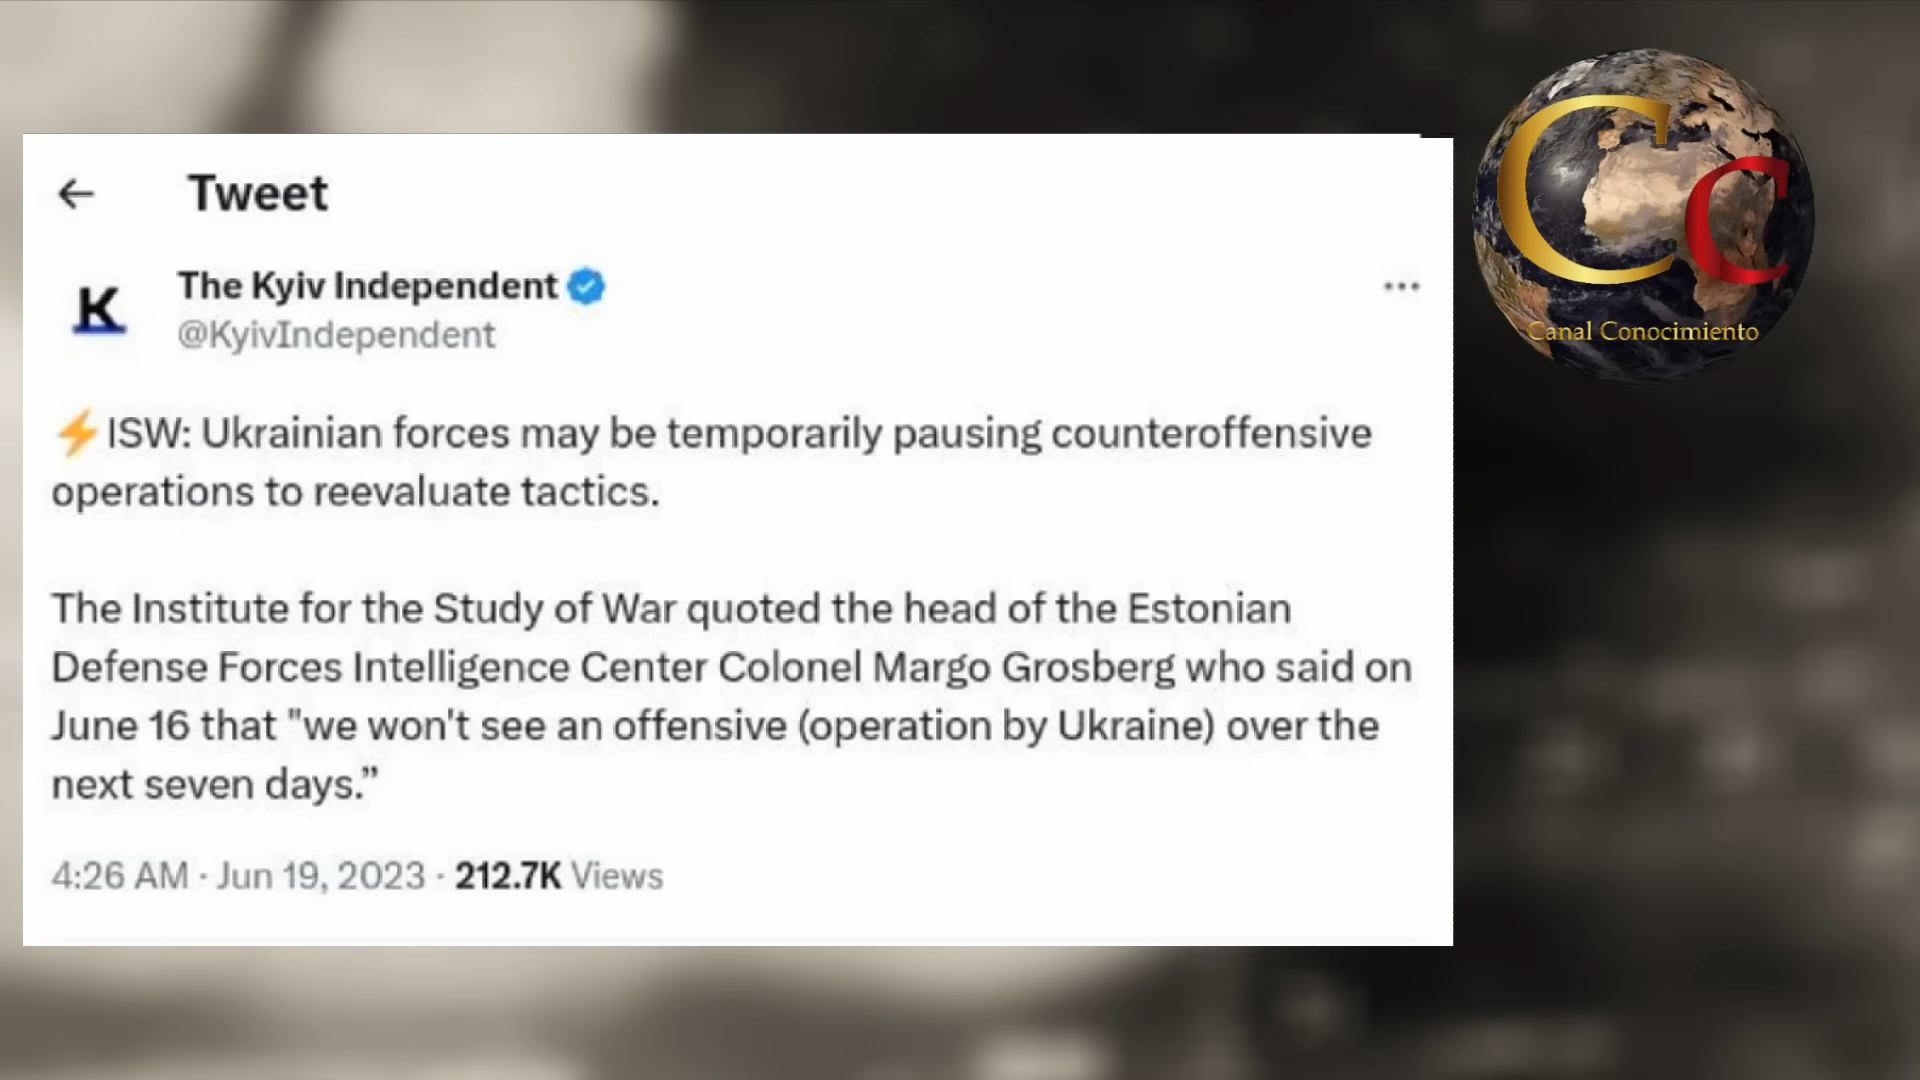 Tweet
The Kyiv Independent
@KyivIndependent
⚡ISW: Ukrainian forces may be temporarily pausing counteroffensive
operations to reevaluate tactics.
The Institute for the Study of War quoted the head of the Estonian
Defense Forces Intelligence Center Colonel Margo Grosberg who said on
June 16 that "we won't see an offensive (operation by Ukraine) over the
next seven days.”
4:26 AM · Jun 19, 2023 · 212.7K Views
K
CC
Canal Conocimiento